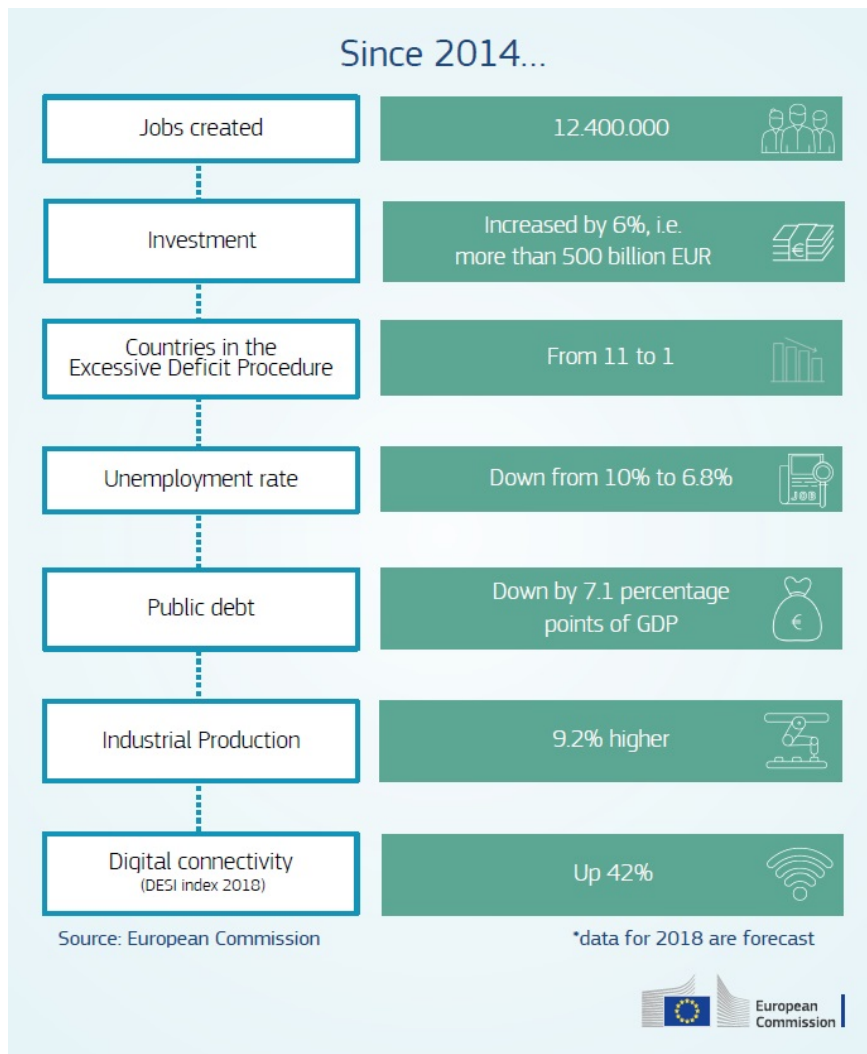 Since 2014...
Jobs created
12.400.000
Investment
Increased by 6%, i.e.
more than 500 billion EUR
Countries in the
Excessive Deficit Procedure
From 11 to 1
Unemployment rate
Down from 10% to 6.8%
JOB
Public debt
Down by 7.1 percentage
points of GDP
€
Industrial Production
9.2% higher
Digital connectivity
(DESI index 2018)
Up 42%
Source: European Commission
*data for 2018 are forecast
European
Commission